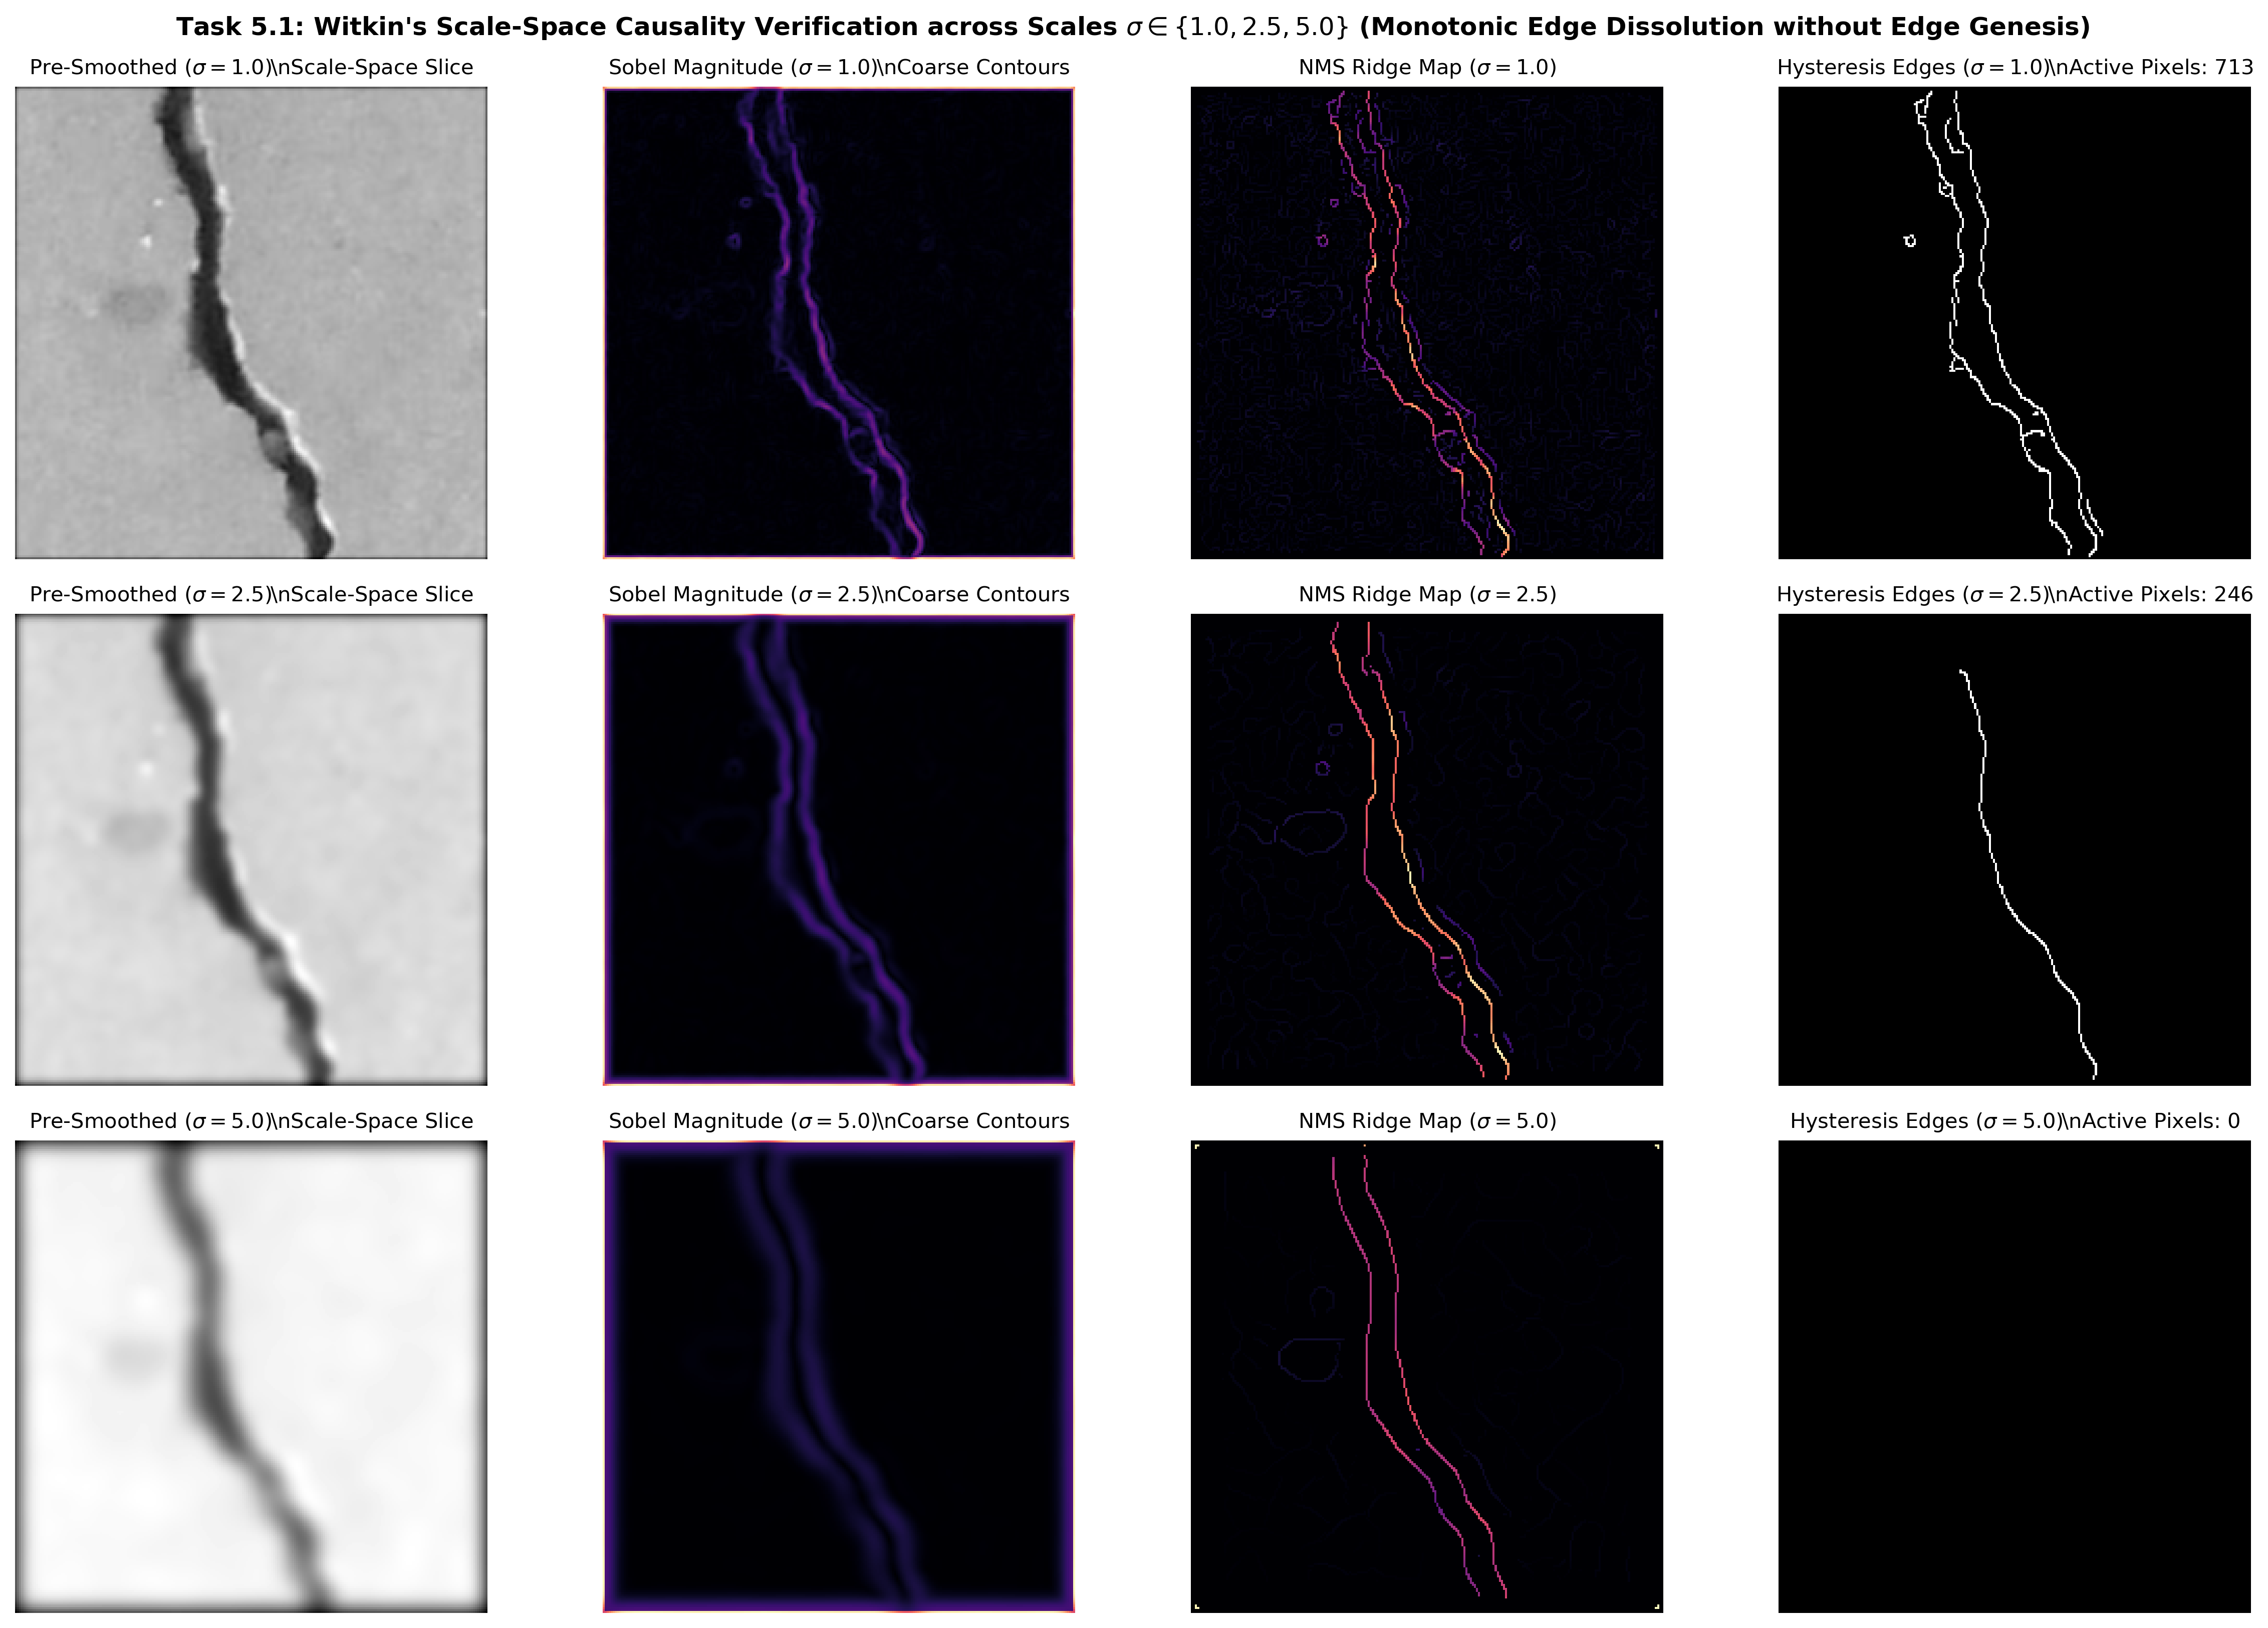 Task 5.1: Witkin's Scale-Space Causality Verification across Scales σ ∈ {1.0, 2.5, 5.0} (Monotonic Edge Dissolution without Edge Genesis)
Pre-Smoothed (σ = 1.0)\nScale-Space Slice
Sobel Magnitude (σ = 1.0)\nCoarse Contours
NMS Ridge Map (σ = 1.0)
Hysteresis Edges (σ = 1.0)\nActive Pixels: 713
Pre-Smoothed (σ = 2.5)\nScale-Space Slice
Sobel Magnitude (σ = 2.5)\nCoarse Contours
NMS Ridge Map (σ = 2.5)
Hysteresis Edges (σ = 2.5)\nActive Pixels: 246
Pre-Smoothed (σ = 5.0)\nScale-Space Slice
Sobel Magnitude (σ = 5.0)\nCoarse Contours
NMS Ridge Map (σ = 5.0)
Hysteresis Edges (σ = 5.0)\nActive Pixels: 0